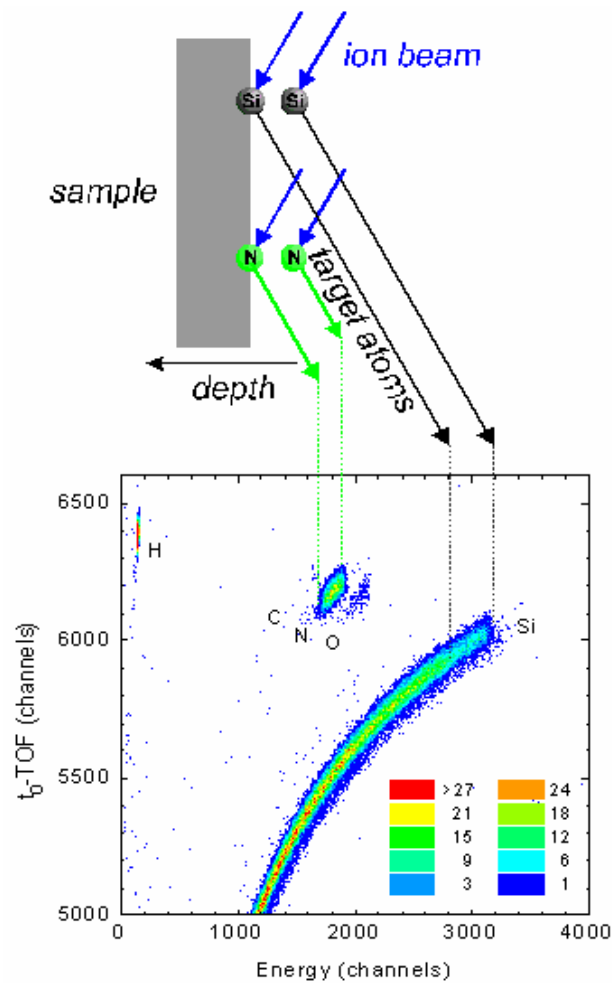 ion beam
Si Si
sample
N N
target atoms
depth
6500
6000
5500
5000
t0-TOF (channels)
H
C
N
O
Si
>27 24
21 18
15 12
9 6
3 1
0 1000 2000 3000 4000
Energy (channels)